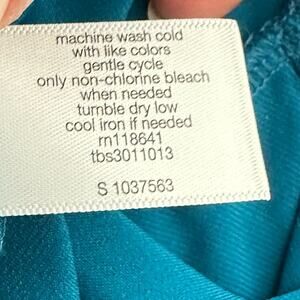 machine wash cold
with like colors
gentle cycle
only non-chlorine bleach
when needed
tumble dry low
cool iron if needed
rn118641
tbs3011013
S 1037563